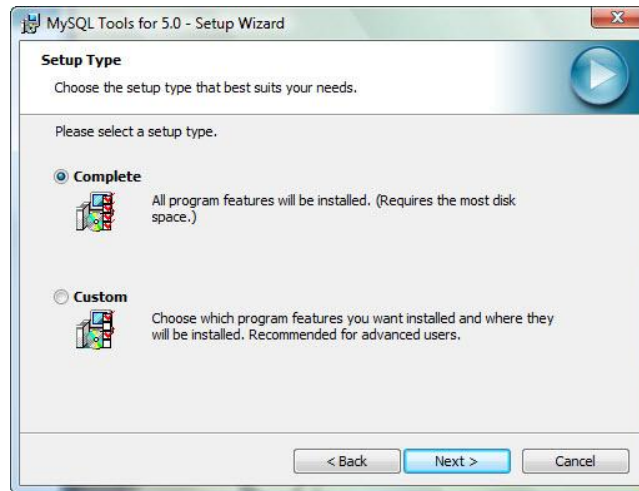 MySQL Tools for 5.0 - Setup Wizard
Setup Type
Choose the setup type that best suits your needs.
Please select a setup type.
Complete
All program features will be installed. (Requires the most disk
space.)
Custom
Choose which program features you want installed and where they
will be installed. Recommended for advanced users.
< Back
Next >
Cancel